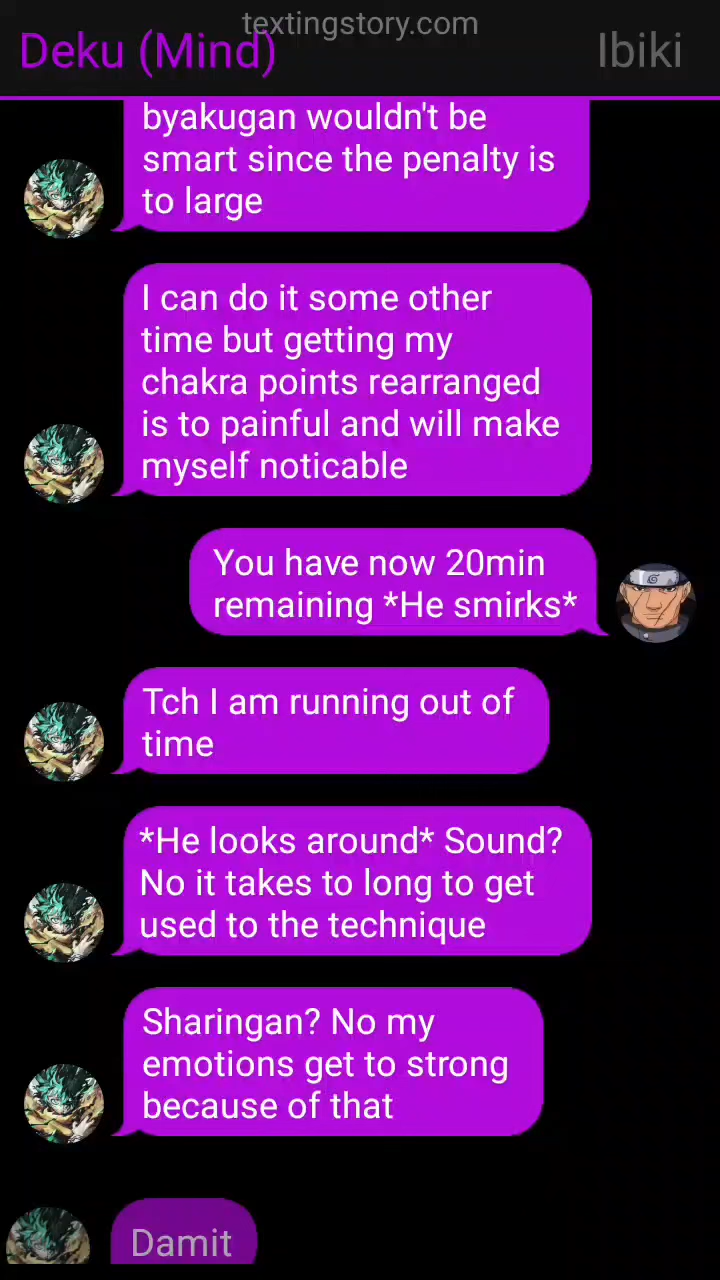 textingstory.com
Deku (Mind)
Ibiki
byakugan wouldn't be
smart since the penalty is
to large
I can do it some other
time but getting my
chakra points rearranged
is to painful and will make
myself noticable
You have now 20min
remaining *He smirks*
Tch I am running out of
time
*He looks around* Sound?
No it takes to long to get
used to the technique
Sharingan? No my
emotions get to strong
because of that
Damit